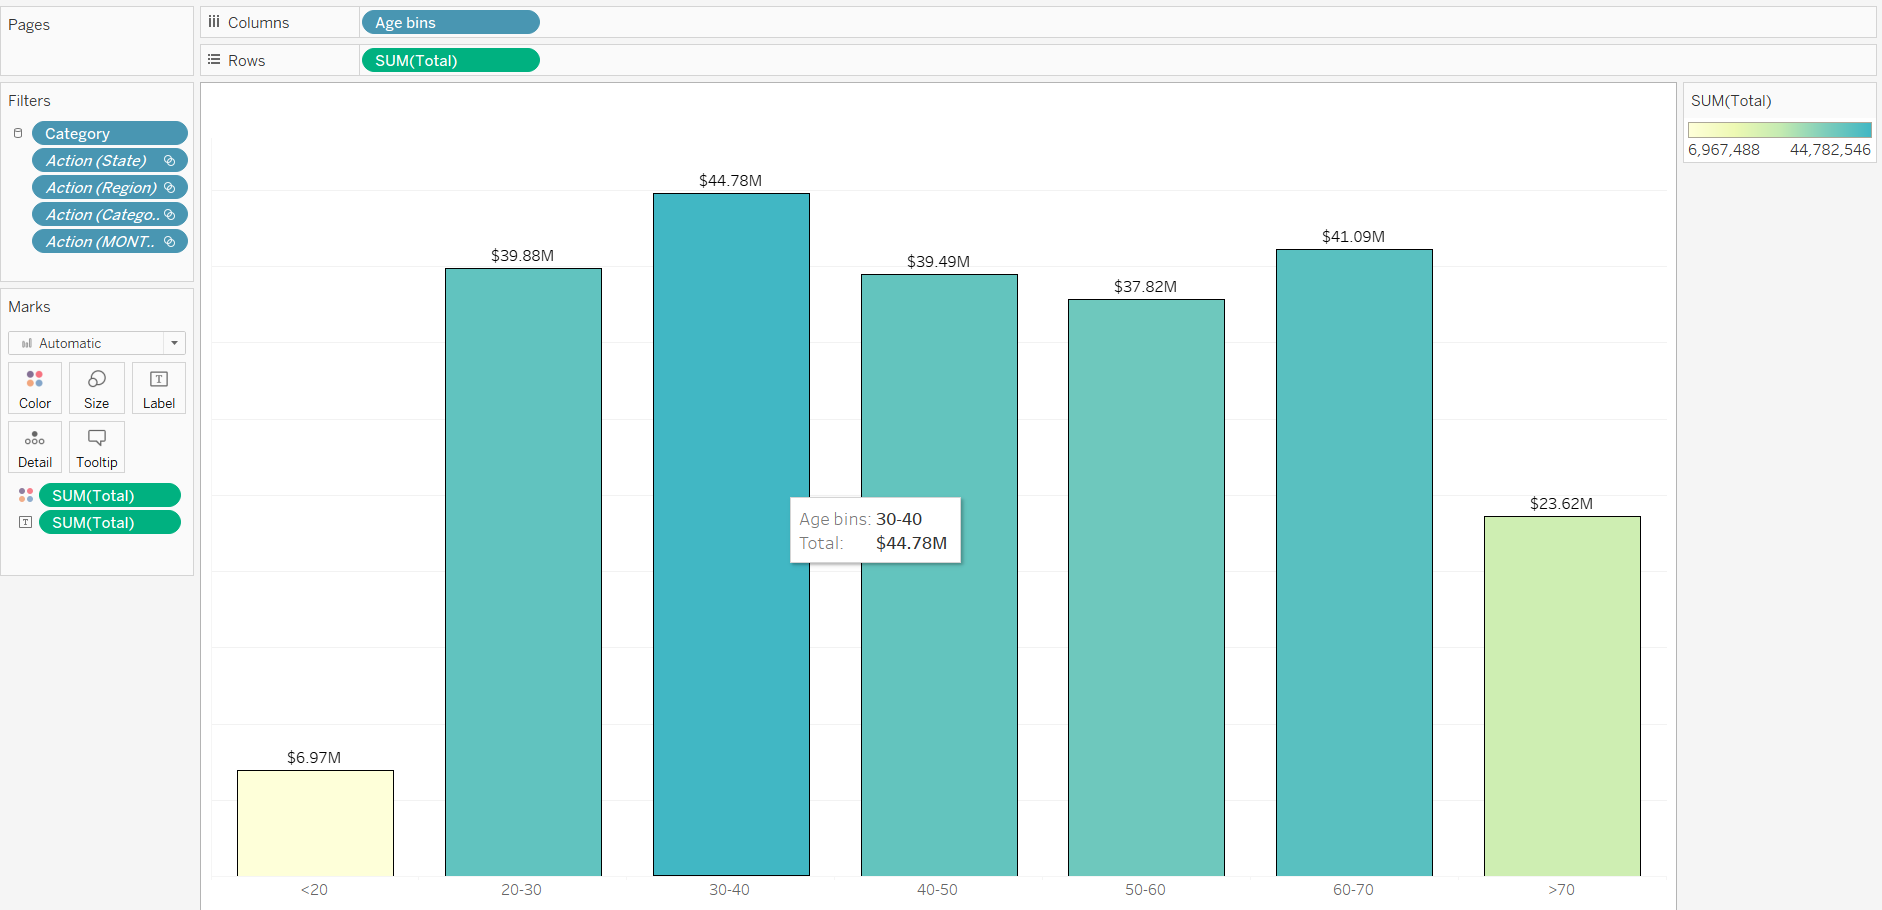 Pages
Columns
Age bins
Rows
SUM(Total)
Filters
Category
Action (State)
Action (Region)
Action (Catego..
Action (MONT..
Marks
Automatic
Color
Size
T
Label
Detail
Tooltip
SUM(Total)
T
SUM(Total)
$6.97M
$39.88M
$44.78M
$39.49M
$37.82M
$41.09M
$23.62M
Age bins: 30-40
Total: $44.78M
<20
20-30
30-40
40-50
50-60
60-70
>70
SUM(Total)
6,967,488 44,782,546